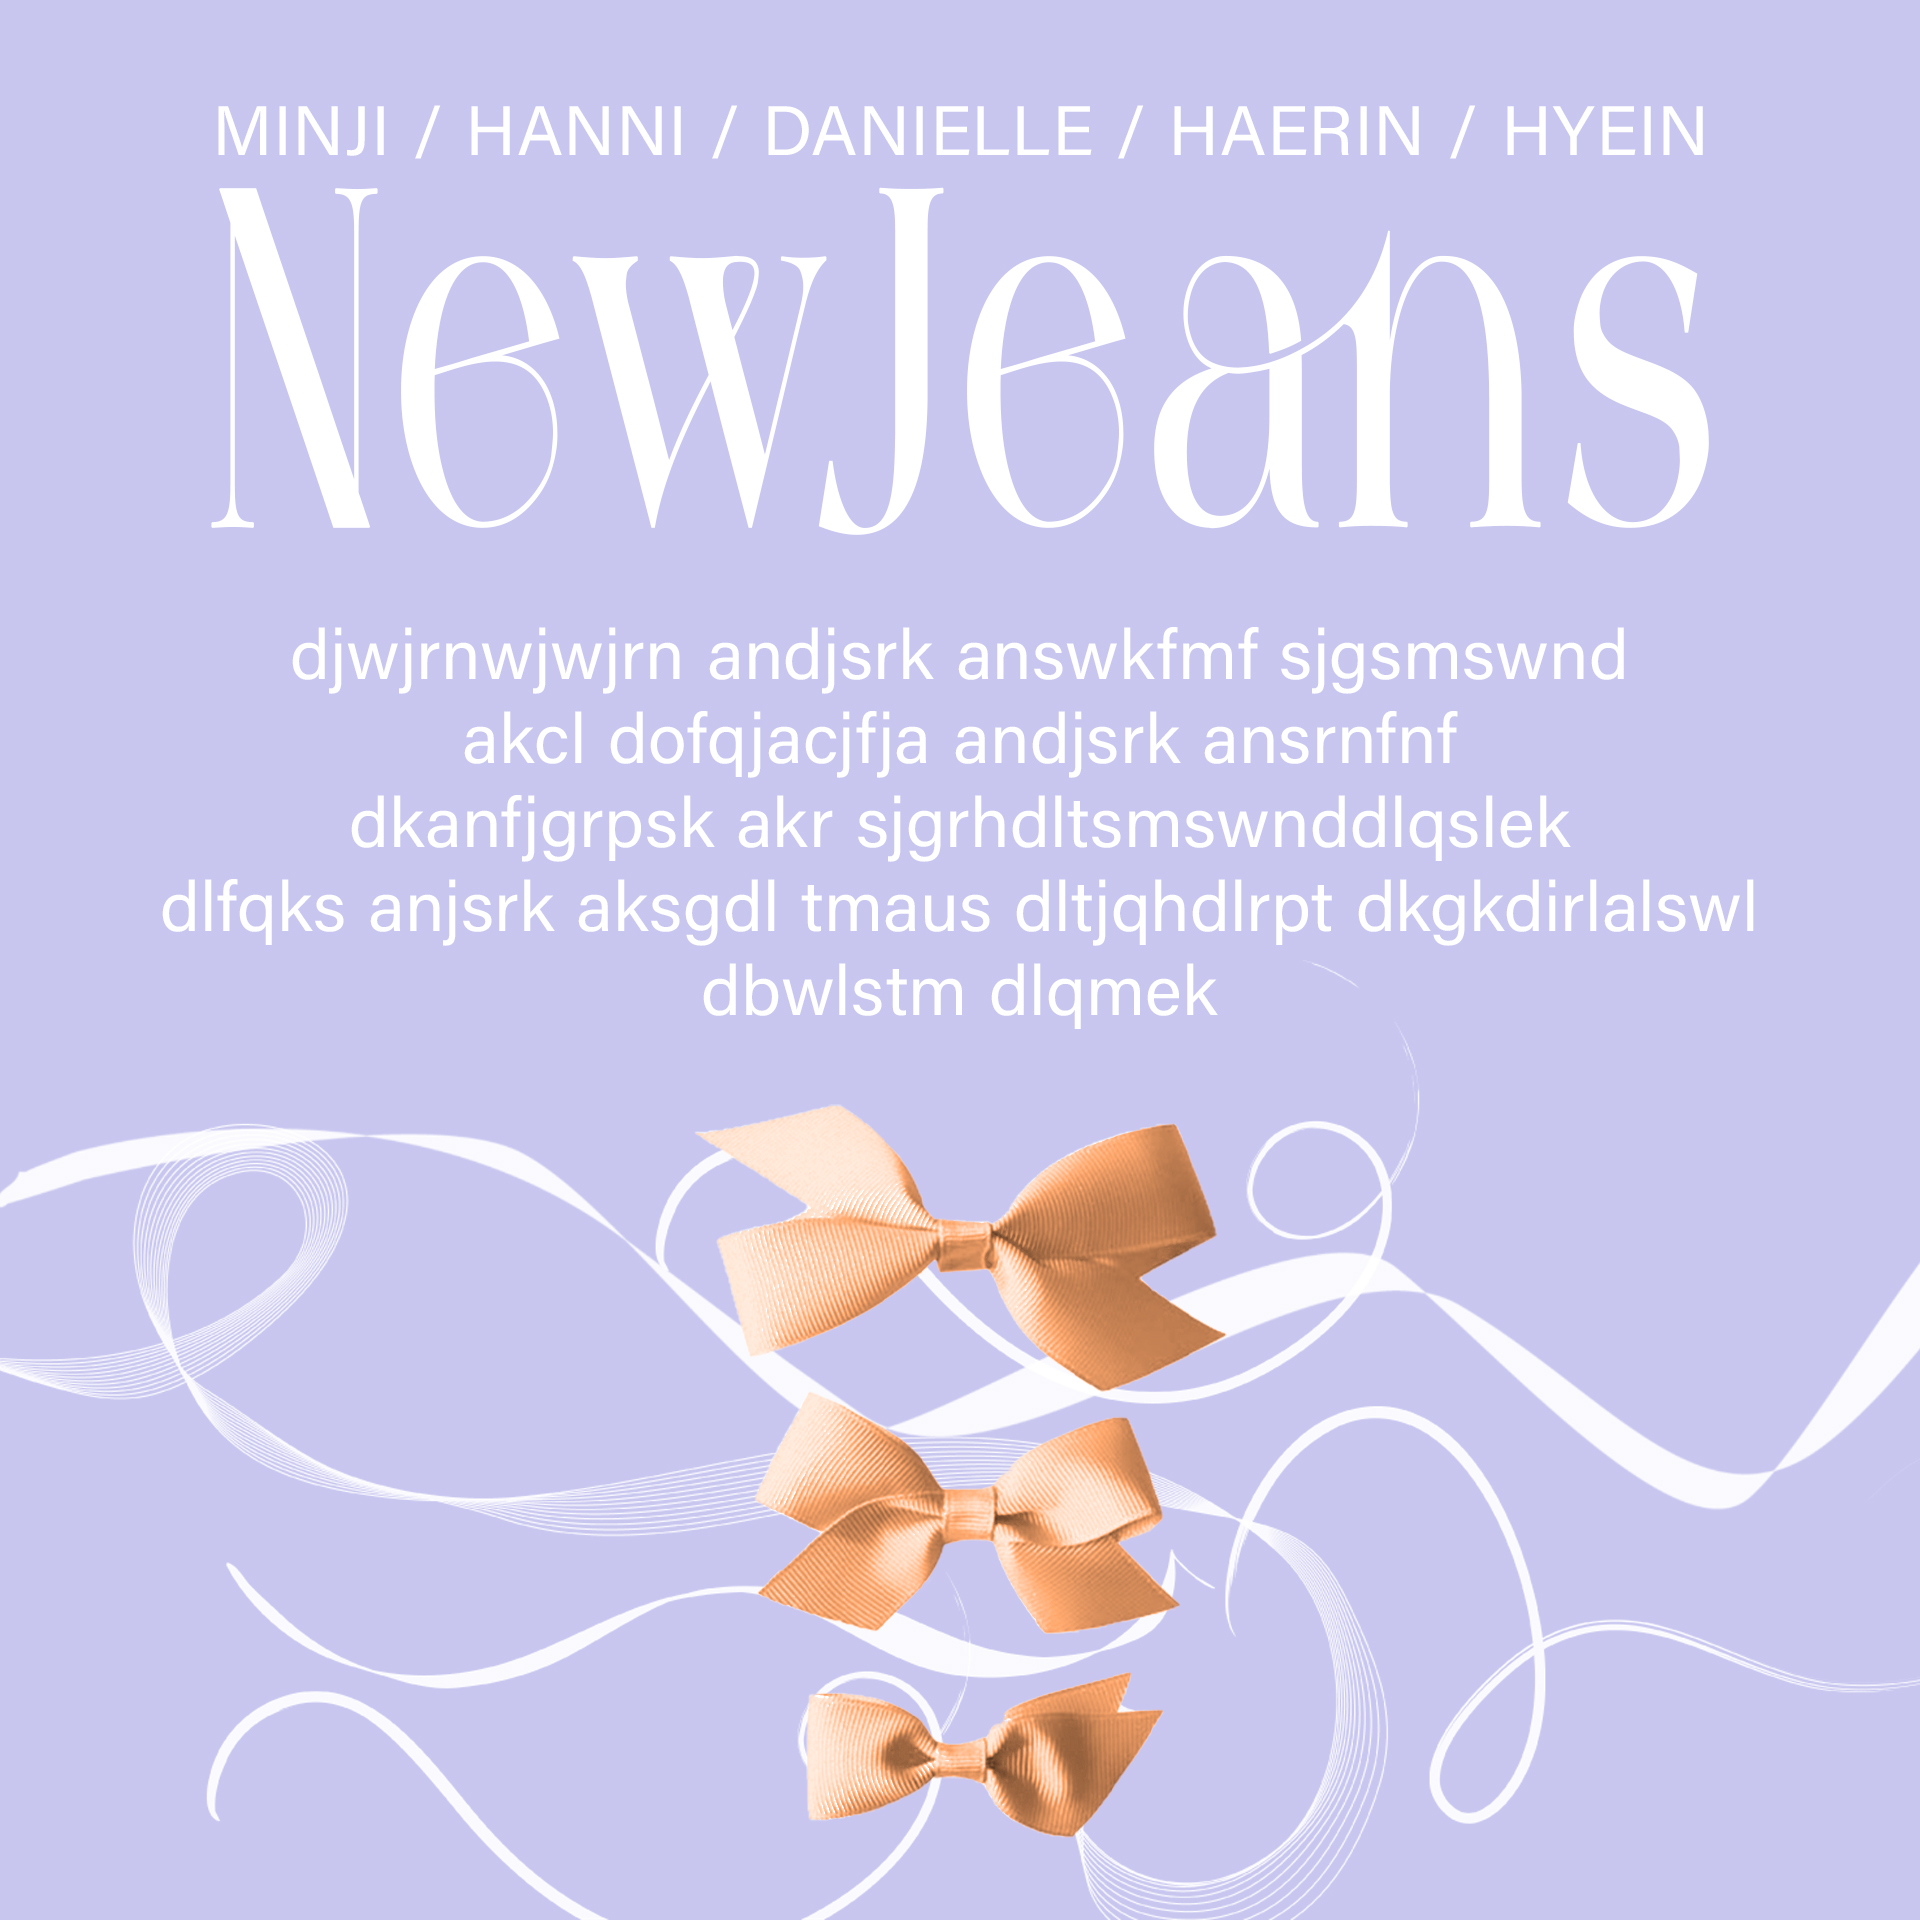 MINJI / HANNI / DANIELLE / HAERIN / HYEIN
NewJeans
djwjrnwjwjrn andjsrk answkfmf sjgsmswnd
akcl dofqjacjfja andjsrk ansrnfnf
dkanfjgrpsk akr sjgrhdltsmswnddlqslek
dlfqks anjsrk aksgdl tmaus dltjqhdlrpt dkgkdirlalswl
dbwlstm dlqmek